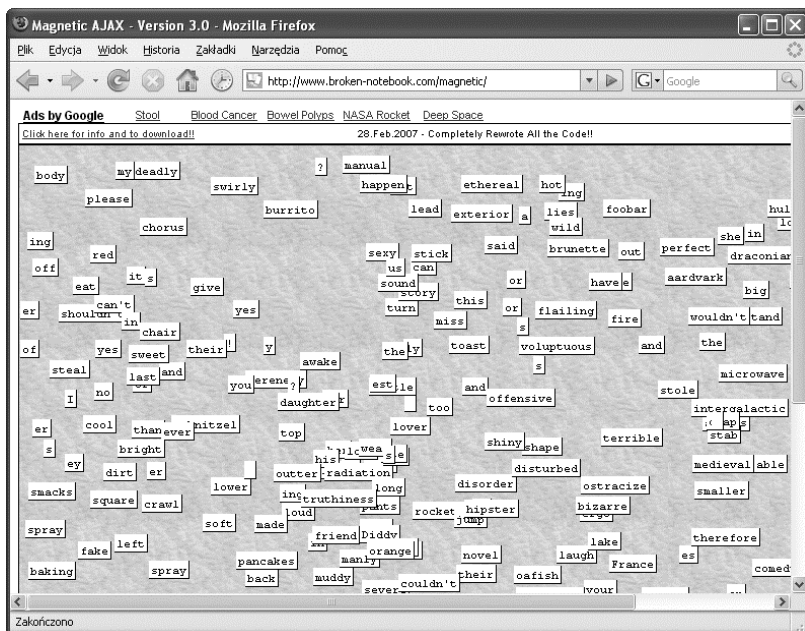 Magnetic AJAX - Version 3.0 - Mozilla Firefox
Plik Edycja Widok Historia Zakładki Narzędzia Pomoc
http://www.broken-notebook.com/magnetic/ G Google
Ads by Google Stool Blood Cancer Bowel Polyps NASA Rocket Deep Space
Click here for info and to download!! 28.Feb.2007 - Completely Rewrote All the Code!!
body my deadly ? manual
swirly happen ethereal hot
please burrito lead exterior a lies foobar
chorus wild
ing red sexy stick said brunette out perfect she in
off it s us can draconian
eat give sound or have aardvark
can't story this big
er yes turn or flailing fire wouldn't tand
in miss s
chair
of yes sweet their ! y the toast voluptuous and the
steal awake s
last and microwave
I no you ? est and stole
daughter offensive
too intergalactic
er cool than ever nitzel lover
top stab
s bright shiny shape terrible
ey his wea
dirt er outter radiation disturbed medieval able
smacks lower long disorder ostracize smaller
square crawl truthiness
loud pants rocket hipster bizarre
soft made jump
spray friend Diddy lake therefore
fake left orange
pancakes manly novel laugh es
baking spray back muddy their oafish France
couldn't your
Zakończono